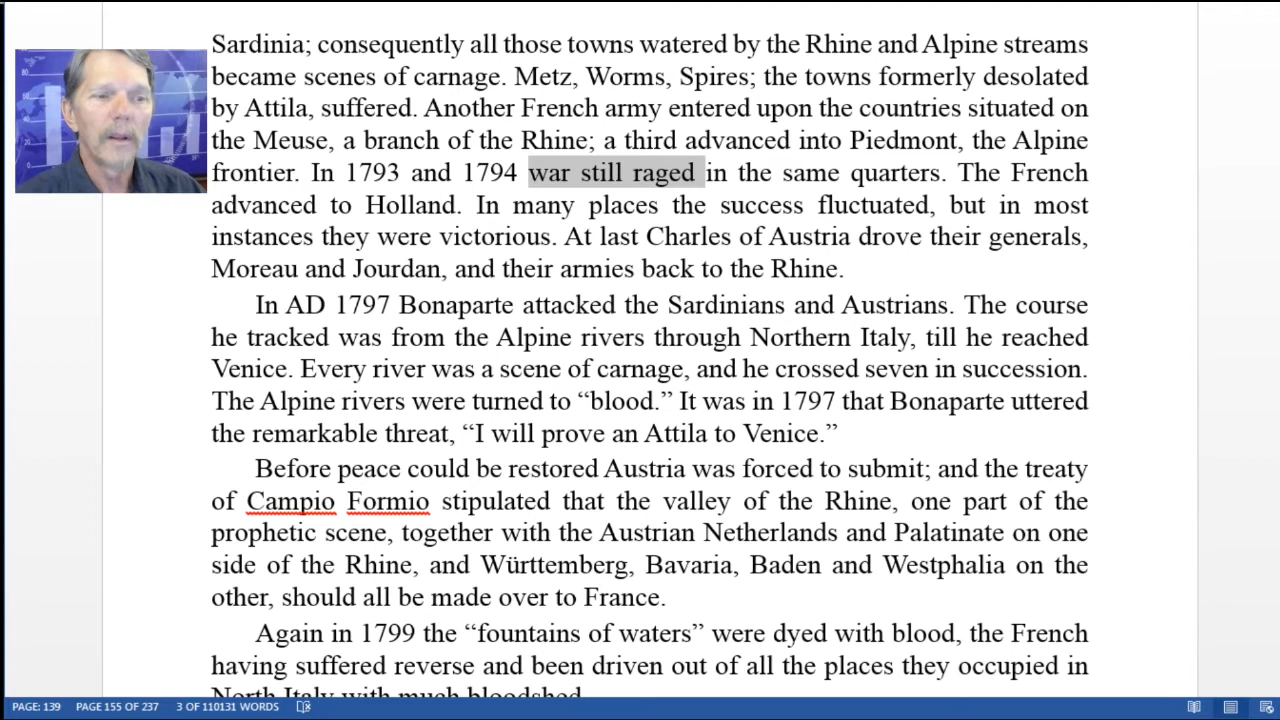 Sardinia; consequently all those towns watered by the Rhine and Alpine streams
became scenes of carnage. Metz, Worms, Spires; the towns formerly desolated
by Attila, suffered. Another French army entered upon the countries situated on
the Meuse, a branch of the Rhine; a third advanced into Piedmont, the Alpine
frontier. In 1793 and 1794 war still raged in the same quarters. The French
advanced to Holland. In many places the success fluctuated, but in most
instances they were victorious. At last Charles of Austria drove their generals,
Moreau and Jourdan, and their armies back to the Rhine.
In AD 1797 Bonaparte attacked the Sardinians and Austrians. The course
he tracked was from the Alpine rivers through Northern Italy, till he reached
Venice. Every river was a scene of carnage, and he crossed seven in succession.
The Alpine rivers were turned to “blood.” It was in 1797 that Bonaparte uttered
the remarkable threat, “I will prove an Attila to Venice.”
Before peace could be restored Austria was forced to submit; and the treaty
of Campio Formio stipulated that the valley of the Rhine, one part of the
prophetic scene, together with the Austrian Netherlands and Palatinate on one
side of the Rhine, and Württemberg, Bavaria, Baden and Westphalia on the
other, should all be made over to France.
Again in 1799 the “fountains of waters” were dyed with blood, the French
having suffered reverse and been driven out of all the places they occupied in
North Italy with much bloodshed.
PAGE: 139 PAGE 155 OF 237 3 OF 110131 WORDS